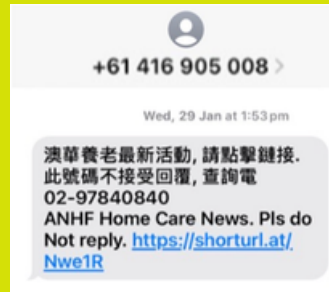 +61 416 905 008 >
Wed, 29 Jan at 1:53 pm
澳華養老最新活動, 請點擊鏈接.
此號碼不接受回覆, 查詢電
02-97840840
ANHF Home Care News. Pls do
Not reply. https://shorturl.at/
Nwe1R